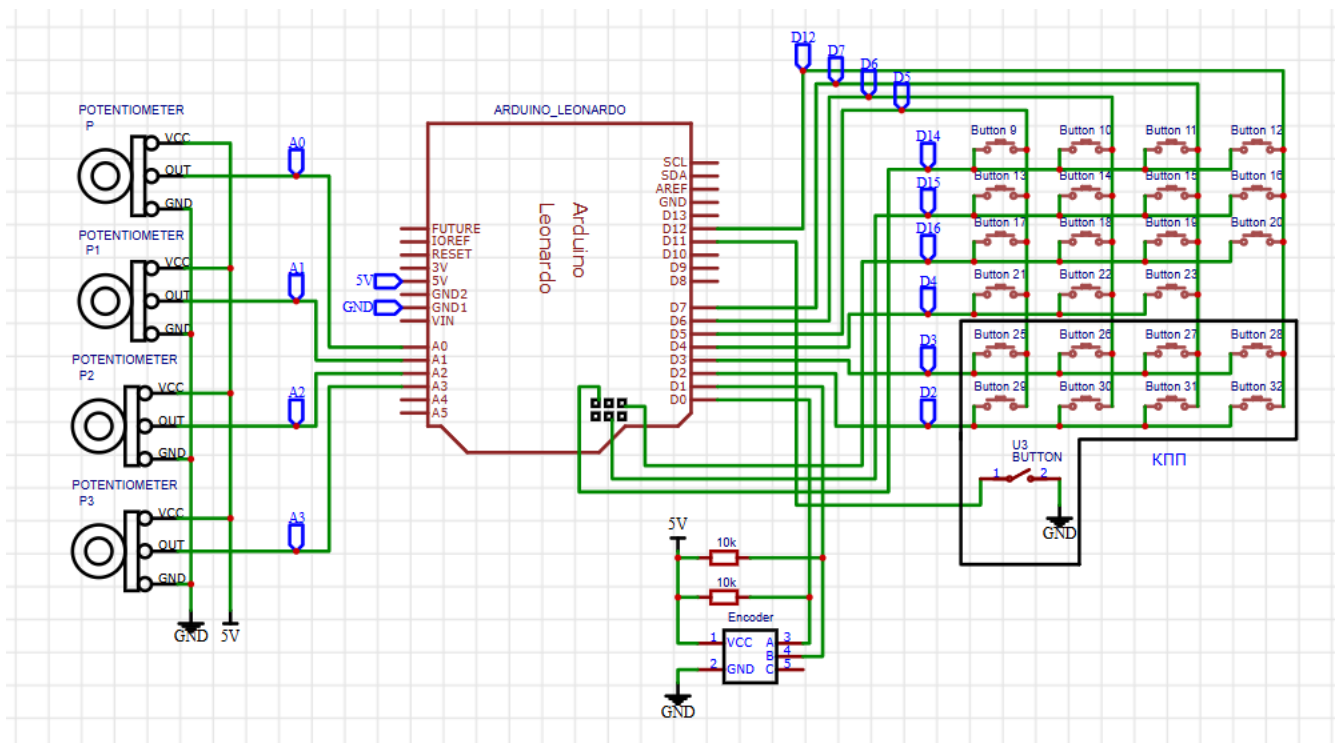 D12
D7
D6
D5
POTENTIOMETER
P
VCC
OUT
GND
A0
POTENTIOMETER
P1
VCC
OUT
GND
A1
POTENTIOMETER
P2
VCC
OUT
GND
A2
POTENTIOMETER
P3
VCC
OUT
GND
A3
GND
5V
ARDUINO_LEONARDO
Arduino
Leonardo
FUTURE
IOREF
RESET
3V
5V
5V
GND2
GND
GND1
VIN
A0
A1
A2
A3
A4
A5
SCL
SDA
AREF
GND
D13
D12
D11
D10
D9
D8
D7
D6
D5
D4
D3
D2
D1
D0
D14
Button 9
Button 10
Button 11
Button 12
D15
Button 13
Button 14
Button 15
Button 16
D16
Button 17
Button 18
Button 19
Button 20
D4
Button 21
Button 22
Button 23
D3
Button 25
Button 26
Button 27
Button 28
D2
Button 29
Button 30
Button 31
Button 32
U3
BUTTON
1
2
GND
КПП
5V
10k
10k
Encoder
1 VCC A 3
B 4
2 GND C 5
GND